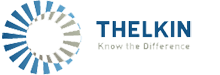 THELKIN
Know the Difference